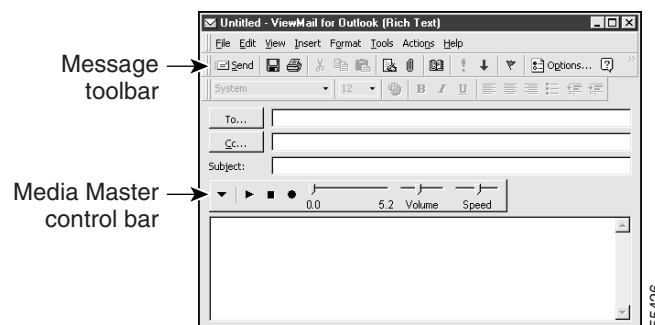 Untitled - ViewMail for Outlook (Rich Text)
File Edit View Insert Format Tools Actions Help
Message toolbar
Send Options...
System 12 B I U
To...
Cc...
Subject:
Media Master control bar
0.0 5.2 Volume Speed